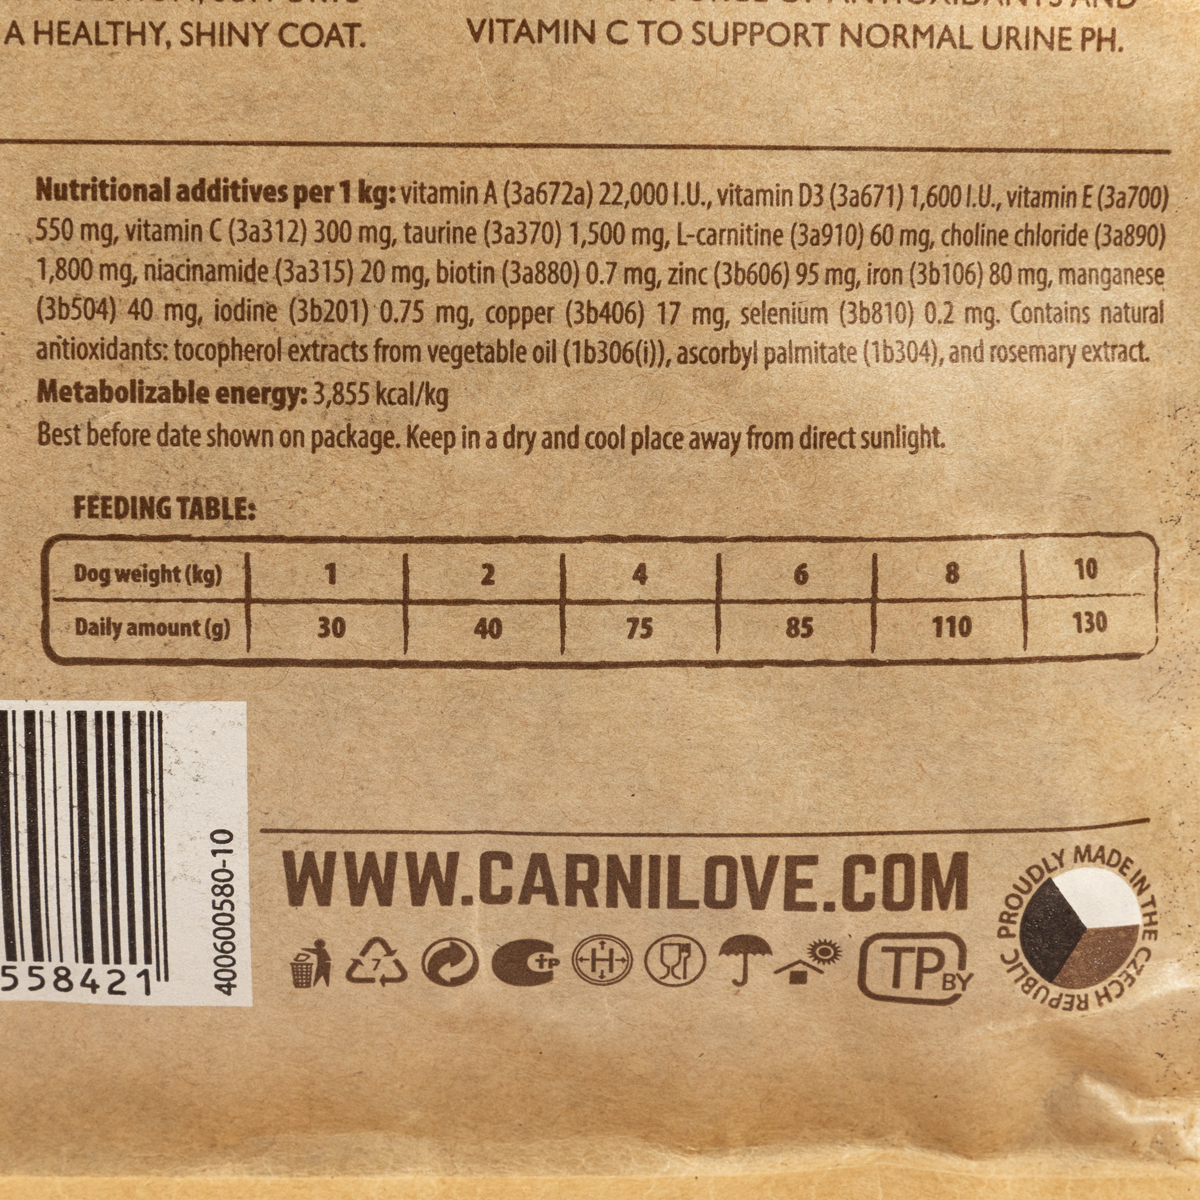 A HEALTHY, SHINY COAT.
VITAMIN C TO SUPPORT NORMAL URINE PH.
Nutritional additives per 1 kg: vitamin A (3a672a) 22,000 I.U., vitamin D3 (3a671) 1,600 I.U., vitamin E (3a700)
550 mg, vitamin C (3a312) 300 mg, taurine (3a370) 1,500 mg, L-carnitine (3a910) 60 mg, choline chloride (3a890)
1,800 mg, niacinamide (3a315) 20 mg, biotin (3a880) 0.7 mg, zinc (3b606) 95 mg, iron (3b106) 80 mg, manganese
(3b504) 40 mg, iodine (3b201) 0.75 mg, copper (3b406) 17 mg, selenium (3b810) 0.2 mg. Contains natural
antioxidants: tocopherol extracts from vegetable oil (1b306(i)), ascorbyl palmitate (1b304), and rosemary extract.
Metabolizable energy: 3,855 kcal/kg
Best before date shown on package. Keep in a dry and cool place away from direct sunlight.
FEEDING TABLE:
Dog weight (kg) 1 2 4 6 8 10
Daily amount (g) 30 40 75 85 110 130
558421
400600580-10
WWW.CARNILOVE.COM
7
TP
H
TP BY
PROUDLY MADE IN THE CZECH REPUBLIC